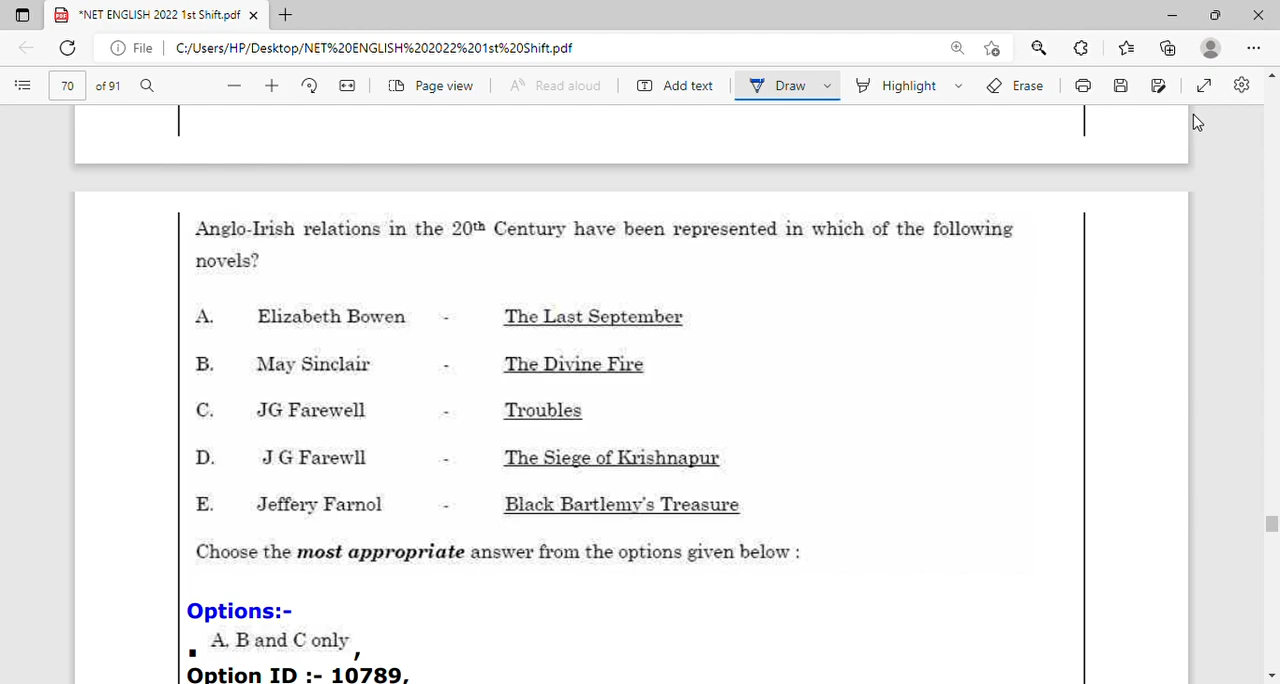 *NET ENGLISH 2022 1st Shift.pdf
File C:/Users/HP/Desktop/NET%20ENGLISH%202022%201st%20Shift.pdf
70 of 91 Page view Read aloud Add text Draw Highlight Erase
Anglo-Irish relations in the 20th Century have been represented in which of the following
novels?
A. Elizabeth Bowen - The Last September
B. May Sinclair - The Divine Fire
C. JG Farewell - Troubles
D. J G Farewll - The Siege of Krishnapur
E. Jeffery Farnol - Black Bartlemy's Treasure
Choose the most appropriate answer from the options given below :
Options:-
A, B and C only ,
Option ID :- 10789,